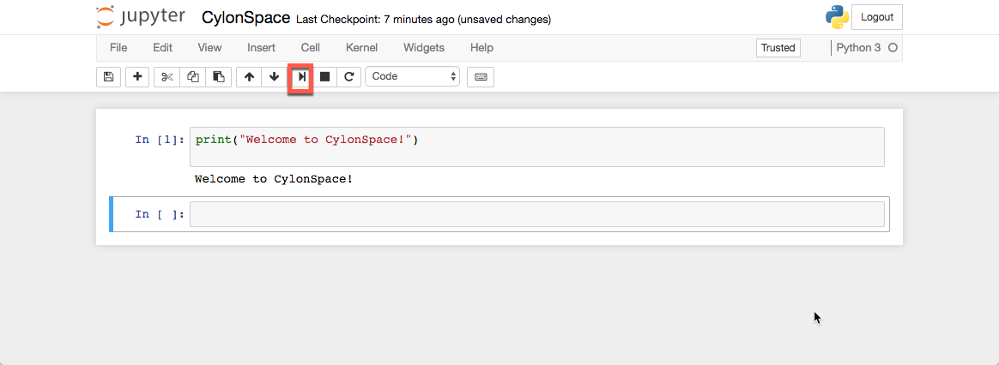 jupyter CylonSpace Last Checkpoint: 7 minutes ago (unsaved changes) Logout
File Edit View Insert Cell Kernel Widgets Help Trusted Python 3
Code
In [1]: print("Welcome to CylonSpace!")
Welcome to CylonSpace!
In [ ]: